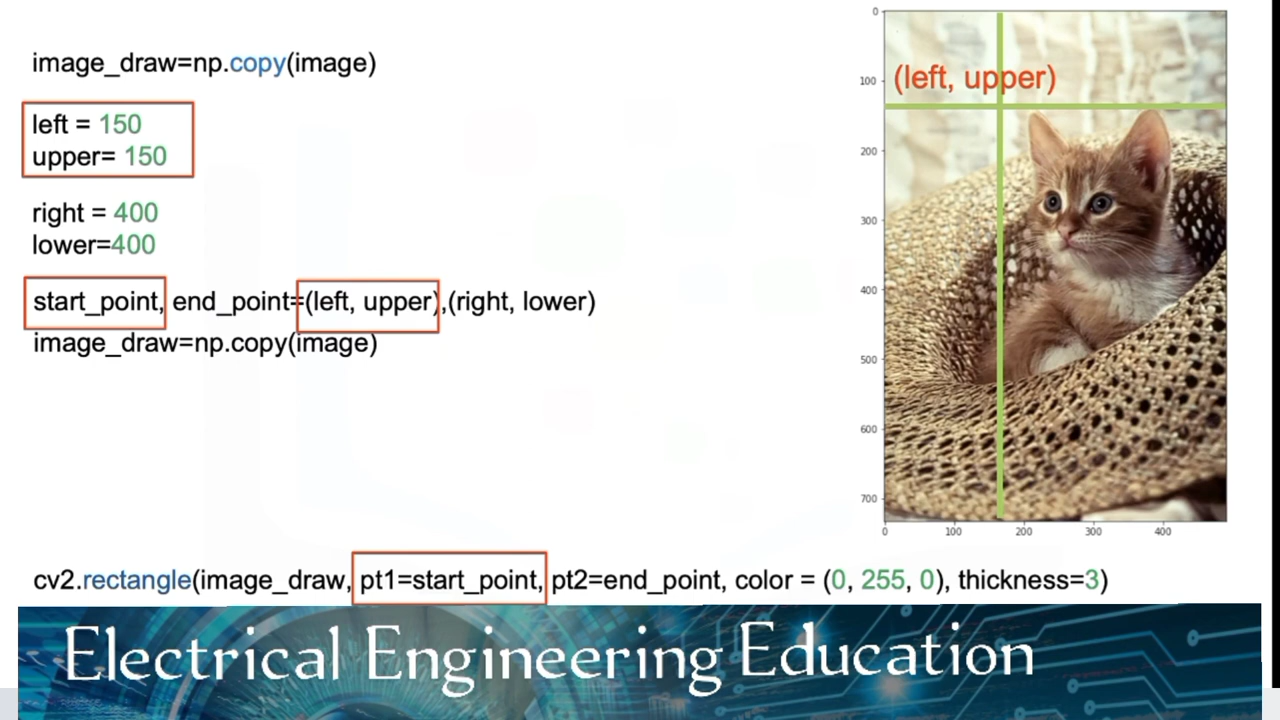 image_draw=np.copy(image)
left = 150
upper= 150
right = 400
lower=400
start_point, end_point=(left, upper),(right, lower)
image_draw=np.copy(image)
0
100
200
300
400
500
600
700
(left, upper)
0 100 200 300 400
cv2.rectangle(image_draw, pt1=start_point, pt2=end_point, color = (0, 255, 0), thickness=3)
Electrical Engineering Education